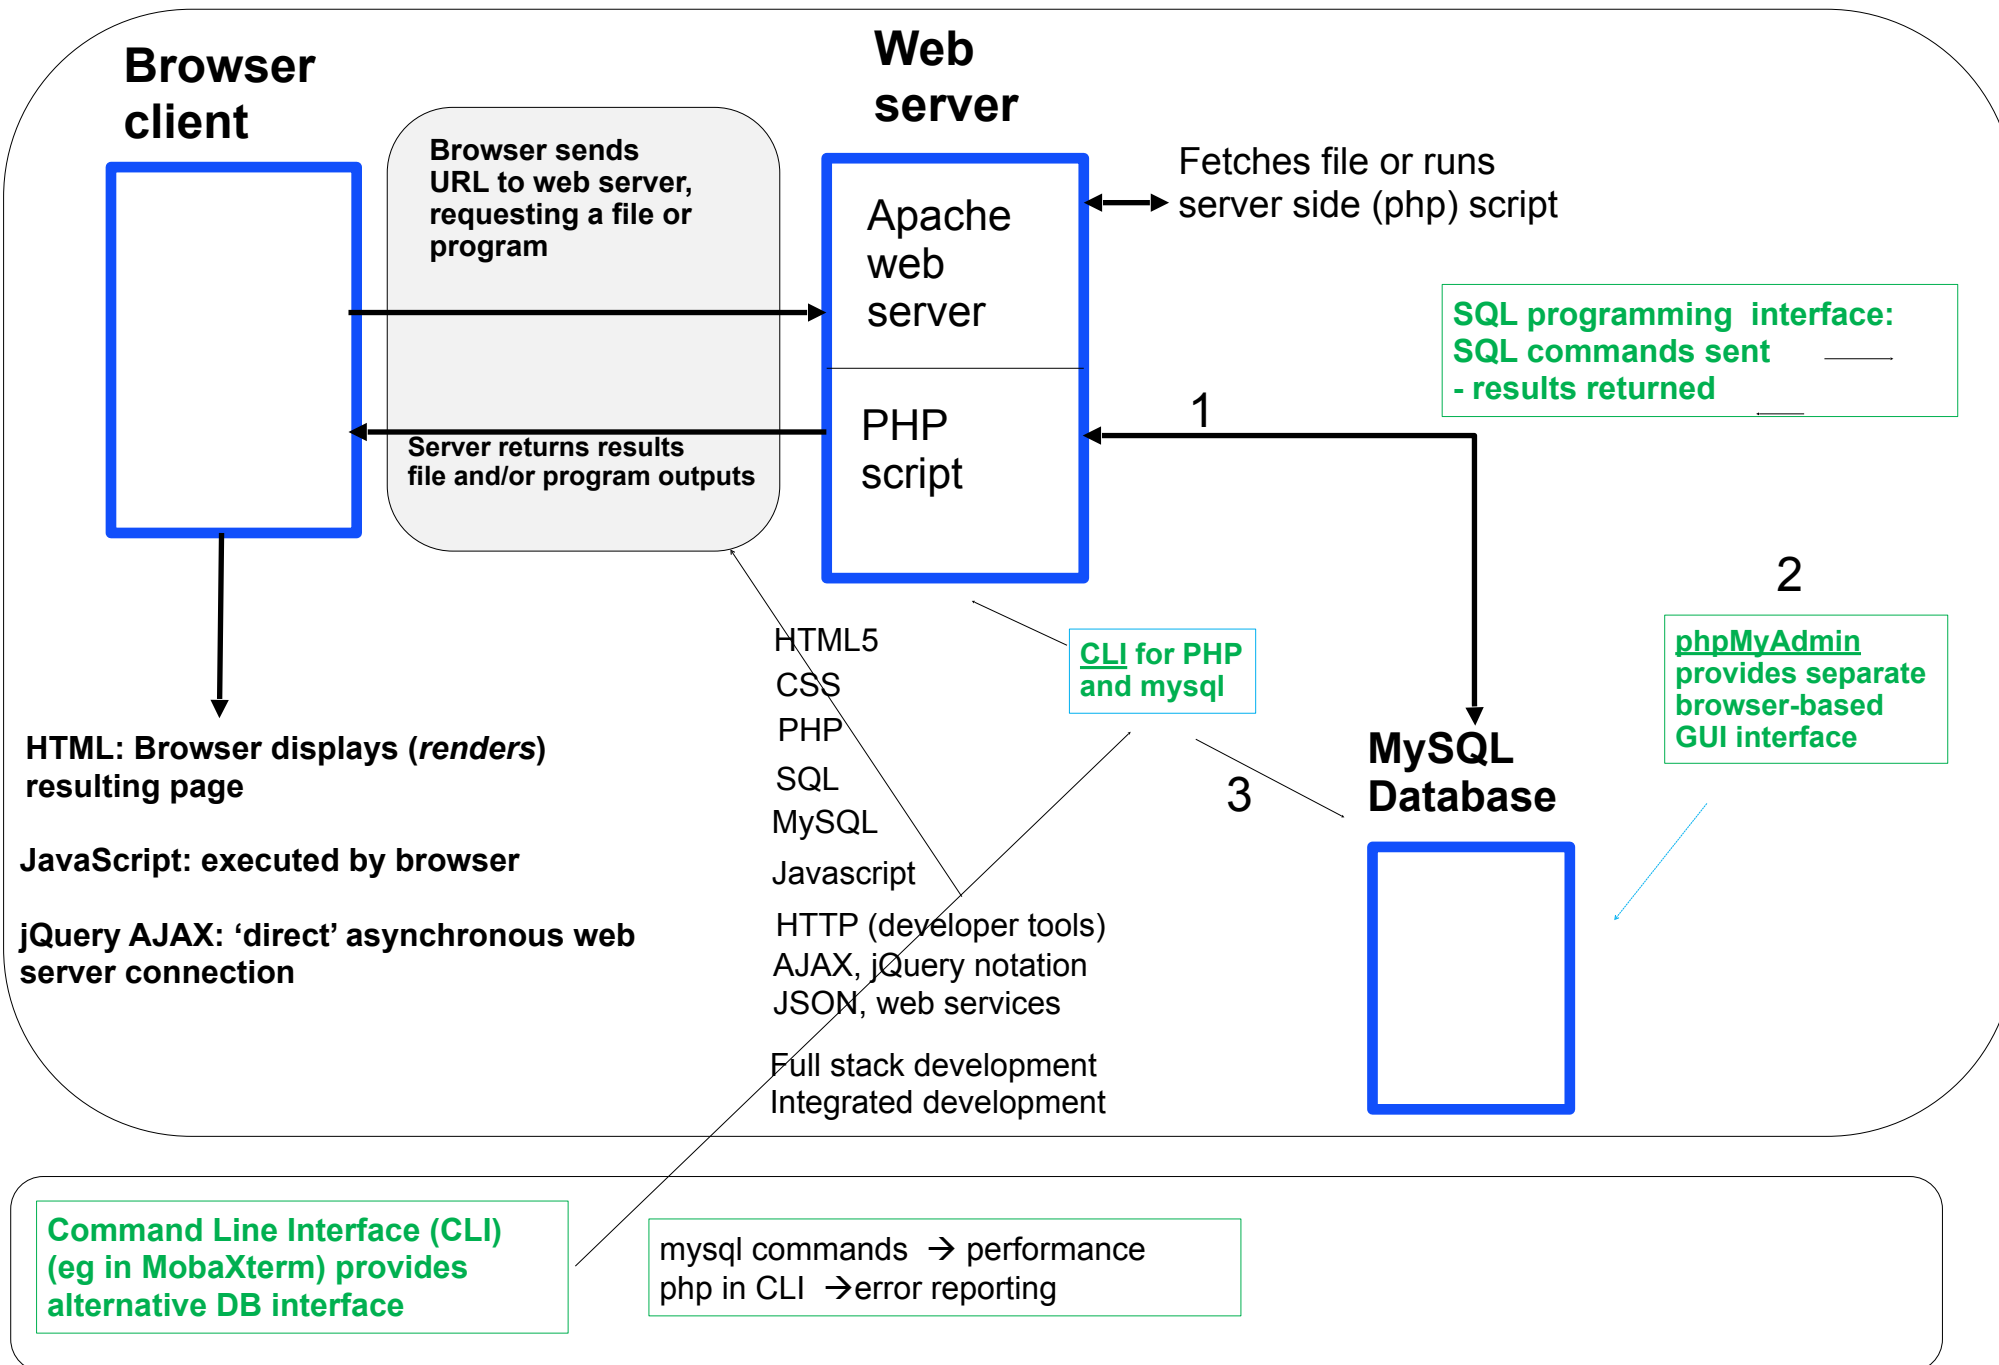 Browser
client
Web
server
Browser sends
URL to web server,
requesting a file or
program
Server returns results
file and/or program outputs
Apache
web
server
PHP
script
Fetches file or runs
server side (php) script
SQL programming interface:
SQL commands sent
- results returned
1
2
phpMyAdmin
provides separate
browser-based
GUI interface
CLI for PHP
and mysql
3
MySQL
Database
HTML: Browser displays (renders)
resulting page
JavaScript: executed by browser
jQuery AJAX: ‘direct’ asynchronous web
server connection
HTML5
CSS
PHP
SQL
MySQL
Javascript
HTTP (developer tools)
AJAX, jQuery notation
JSON, web services
Full stack development
Integrated development
Command Line Interface (CLI)
(eg in MobaXterm) provides
alternative DB interface
mysql commands → performance
php in CLI →error reporting